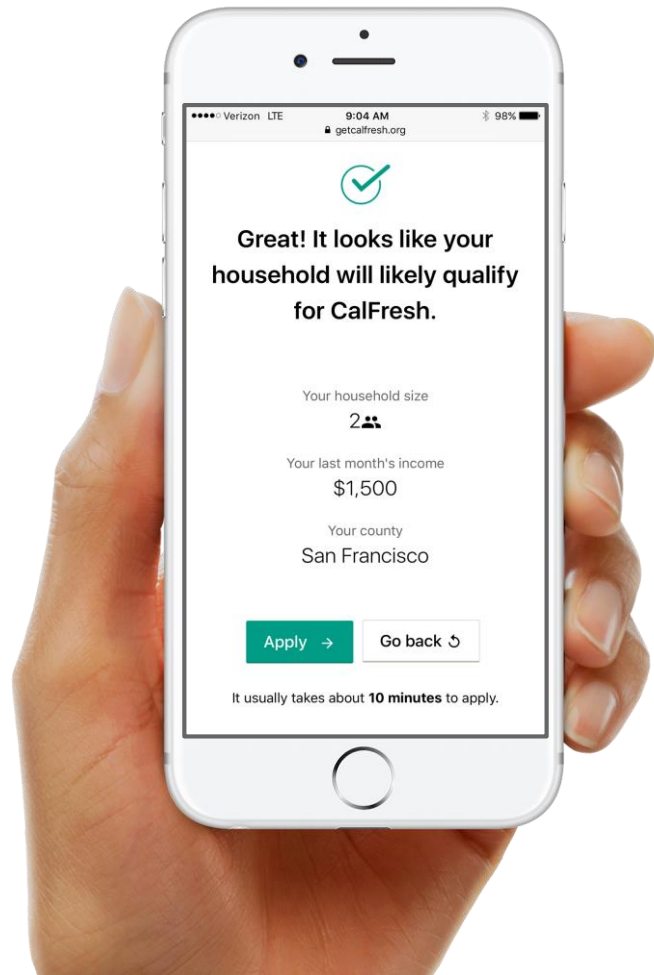 Verizon LTE 9:04 AM 98%
getcalfresh.org
Great! It looks like your
household will likely qualify
for CalFresh.
Your household size
2
Your last month's income
$1,500
Your county
San Francisco
Apply → Go back
It usually takes about 10 minutes to apply.